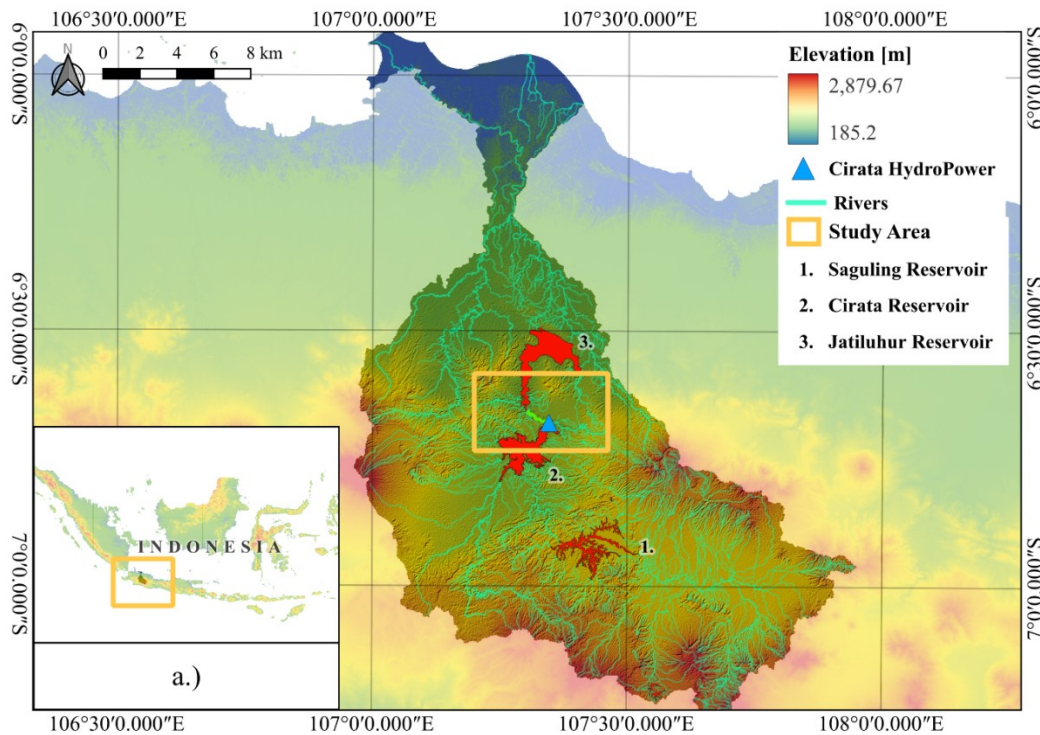 106°30′0.000″E 107°0′0.000″E 107°30′0.000″E 108°0′0.000″E
N
0 2 4 6 8 km
6°0′0.000″S
6°0′0.000″S
Elevation [m]
2,879.67
185.2
Cirata HydroPower
Rivers
Study Area
1. Saguling Reservoir
2. Cirata Reservoir
3. Jatiluhur Reservoir
6°30′0.000″S
6°30′0.000″S
3.
2.
1.
INDONESIA
7°0′0.000″S
7°0′0.000″S
a.)
106°30′0.000″E 107°0′0.000″E 107°30′0.000″E 108°0′0.000″E